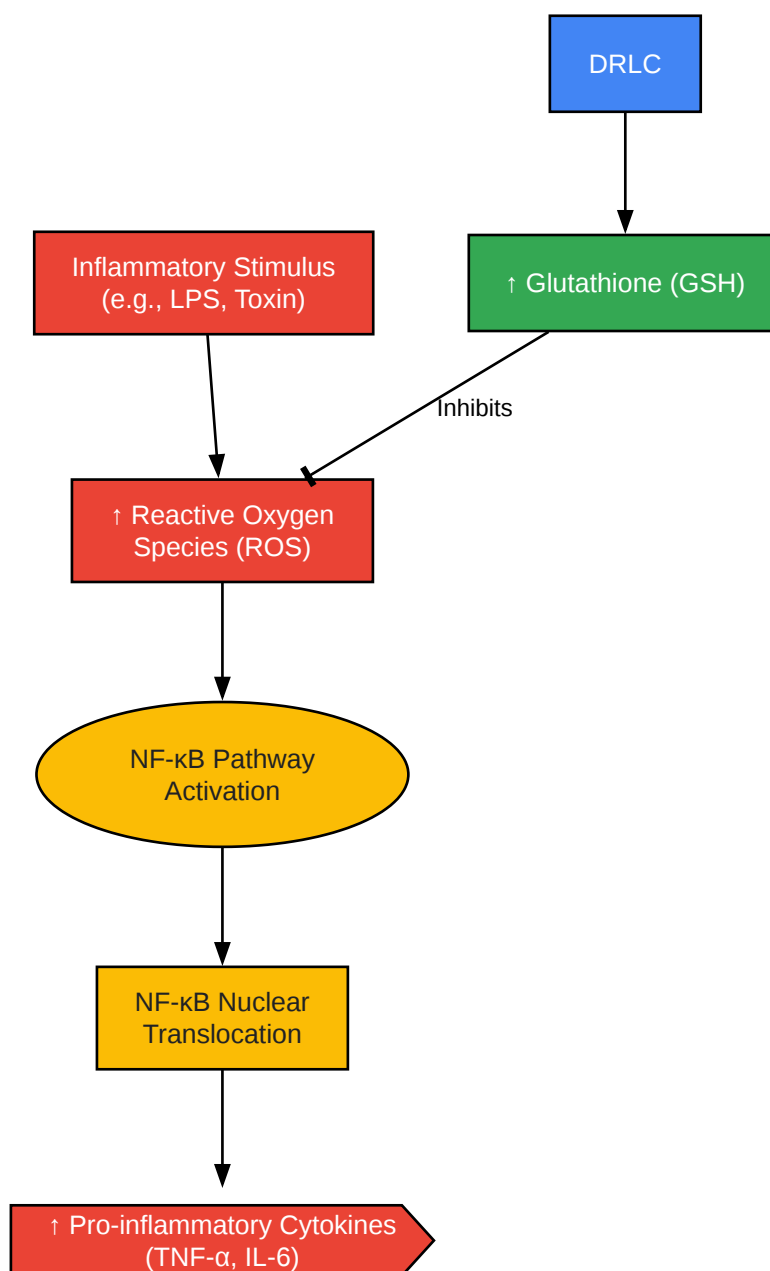 DRLC
Inflammatory Stimulus
(e.g., LPS, Toxin)
↑ Glutathione (GSH)
Inhibits
↑ Reactive Oxygen
Species (ROS)
NF-κB Pathway
Activation
NF-κB Nuclear
Translocation
↑ Pro-inflammatory Cytokines
(TNF-α, IL-6)